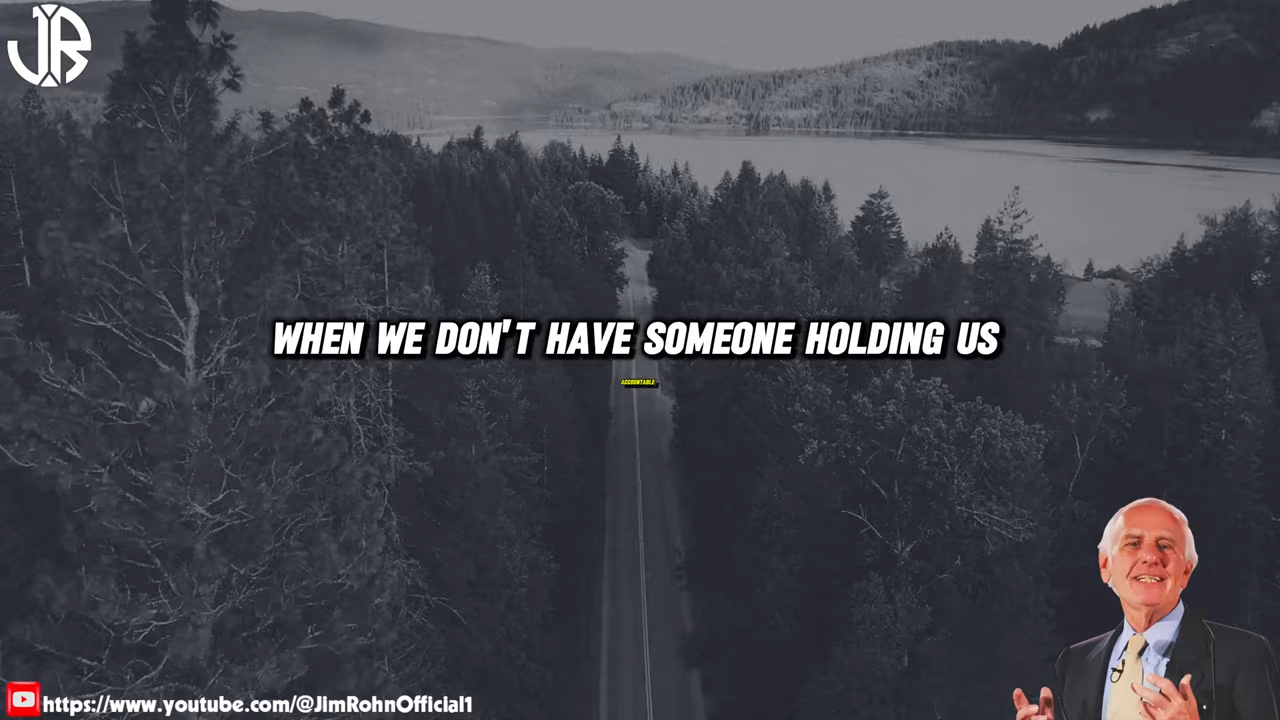 JR
WHEN WE DON'T HAVE SOMEONE HOLDING US
ACCOUNTABLE
https://www.youtube.com/@JimRohnOfficial1